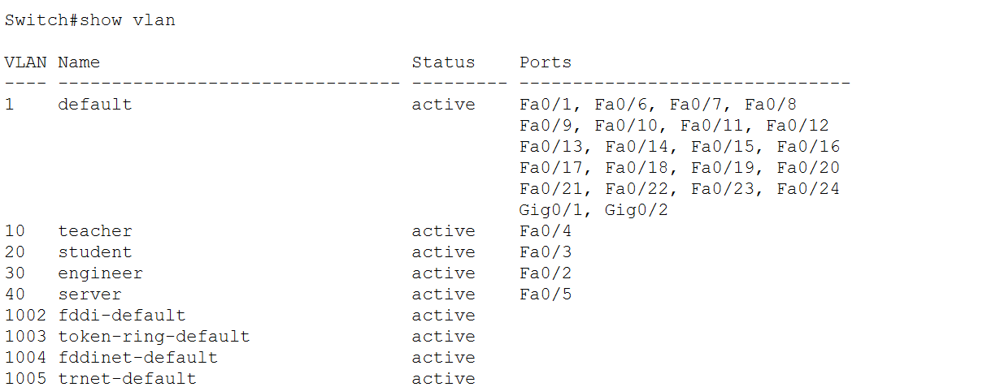 Switch#show vlan
VLAN Name                             Status    Ports
---- -------------------------------- --------- -------------------------------
1    default                          active    Fa0/1, Fa0/6, Fa0/7, Fa0/8
                                                Fa0/9, Fa0/10, Fa0/11, Fa0/12
                                                Fa0/13, Fa0/14, Fa0/15, Fa0/16
                                                Fa0/17, Fa0/18, Fa0/19, Fa0/20
                                                Fa0/21, Fa0/22, Fa0/23, Fa0/24
                                                Gig0/1, Gig0/2
10   teacher                          active    Fa0/4
20   student                          active    Fa0/3
30   engineer                         active    Fa0/2
40   server                           active    Fa0/5
1002 fddi-default                     active
1003 token-ring-default               active
1004 fddinet-default                  active
1005 trnet-default                    active